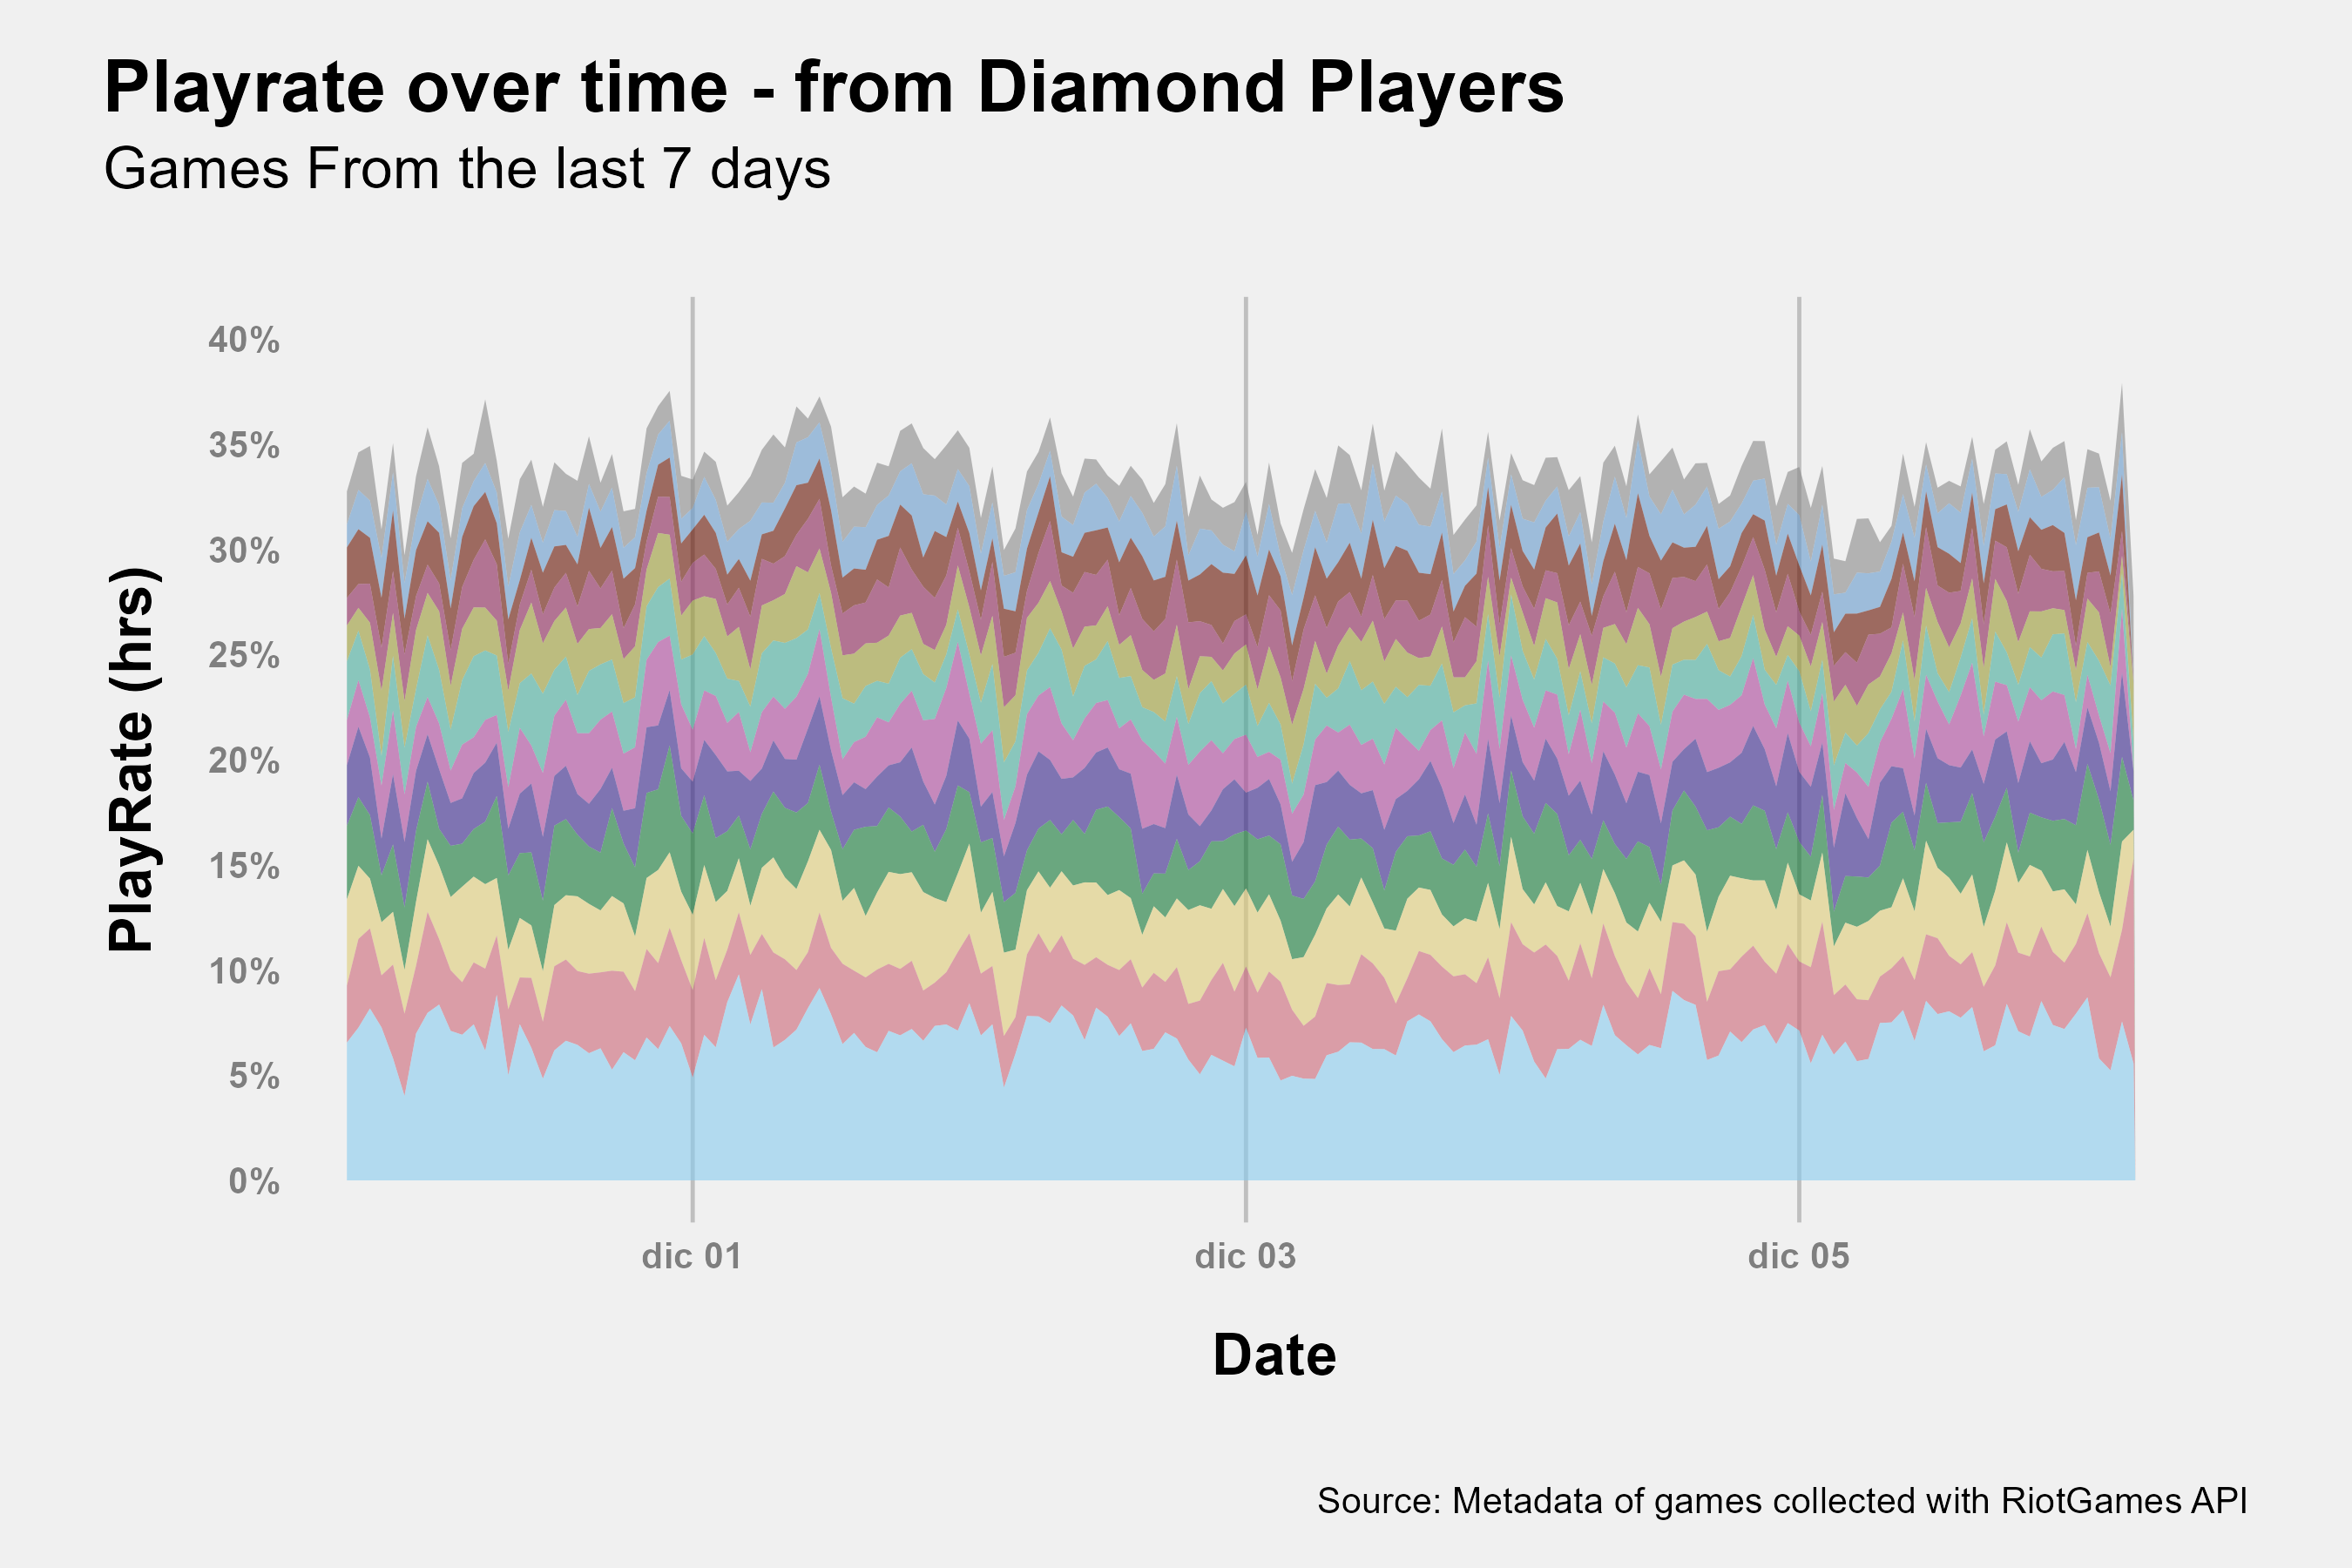 Playrate over time - from Diamond Players
Games From the last 7 days
PlayRate (hrs)
40%
35%
30%
25%
20%
15%
10%
5%
0%
dic 01
dic 03
dic 05
Date
Source: Metadata of games collected with RiotGames API